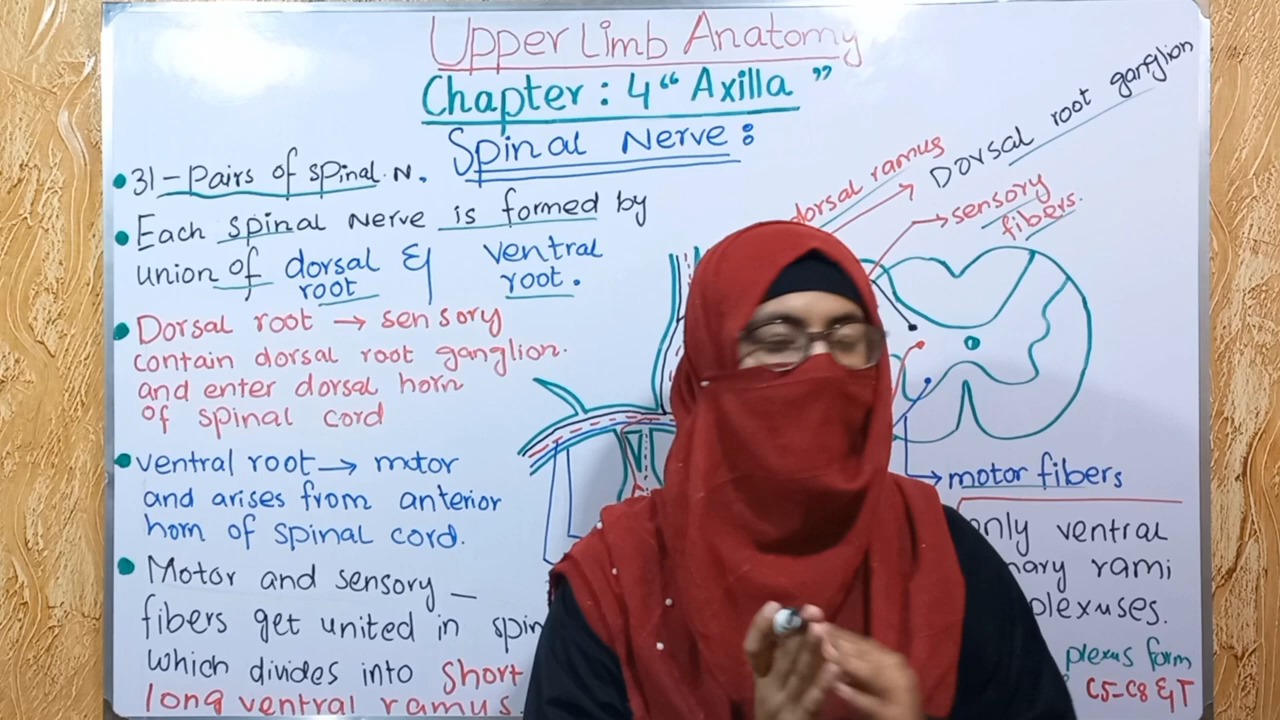 Upper Limb Anatomy
Chapter : 4 “ Axilla ”
Spinal Nerve :
• 31 - Pairs of spinal N.
• Each spinal Nerve is formed by
union of dorsal & ventral
root root.
• Dorsal root → sensory
contain dorsal root ganglion.
and enter dorsal horn
of spinal cord
• ventral root → motor
and arises from anterior
horn of spinal cord.
• Motor and sensory -
fibers get united in spin
which divides into short
long ventral ramus.
dorsal ramus
Dorsal root ganglion
sensory
fibers.
motor fibers
only ventral
mary rami
plexuses.
plexus form
C5-C8 & T